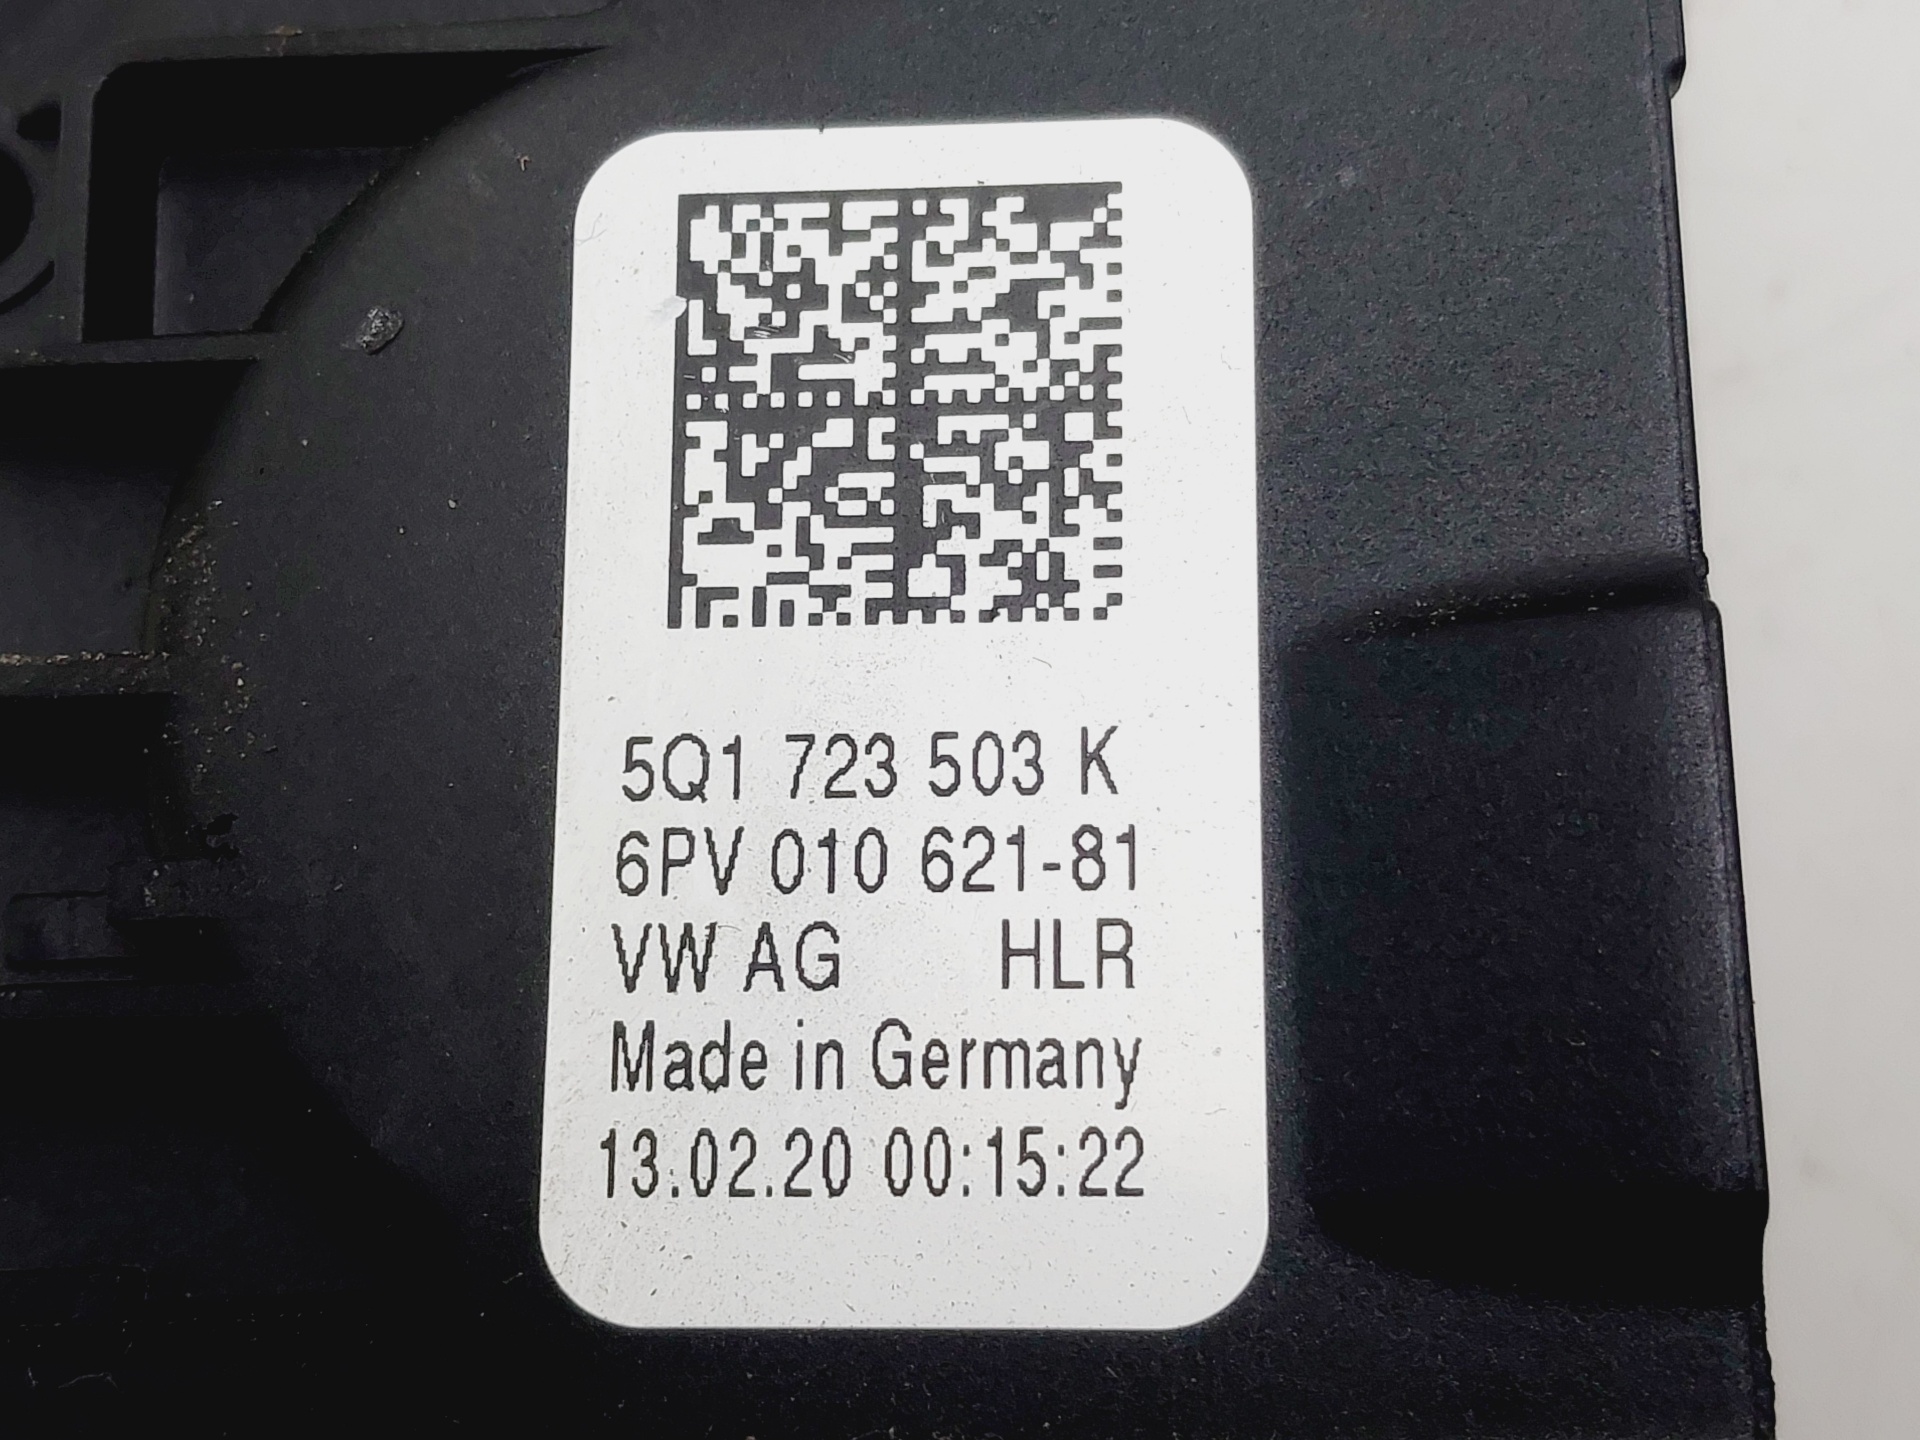 5Q1 723 503 K
6PV 010 621-81
VW AG HLR
Made in Germany
13.02.20 00:15:22